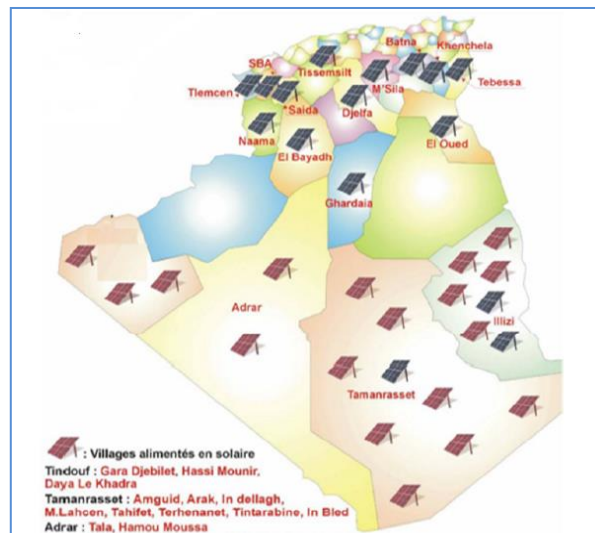 Batna
Khenchela
SBA
Tissemsilt
Tlemcen
M'Sila
Tebessa
Saida
Djelfa
Naama
El Bayadh
El Oued
Ghardaia
Adrar
Illizi
Tamanrasset
: Villages alimentés en solaire
Tindouf : Gara Djebilet, Hassi Mounir,
Daya Le Khadra
Tamanrasset : Amguid, Arak, In dellagh,
M.Lahcen, Tahifet, Terhenanet, Tintarabine, In Bled
Adrar : Tala, Hamou Moussa